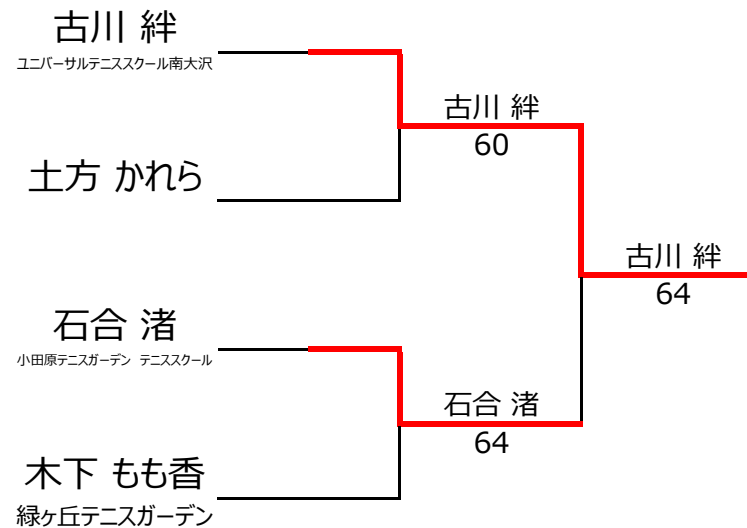 古川 絆
ユニバーサルテニススクール南大沢
古川 絆
60
土方 かれら
古川 絆
64
石合 渚
小田原テニスガーデン テニススクール
石合 渚
64
木下 もも香
緑ヶ丘テニスガーデン